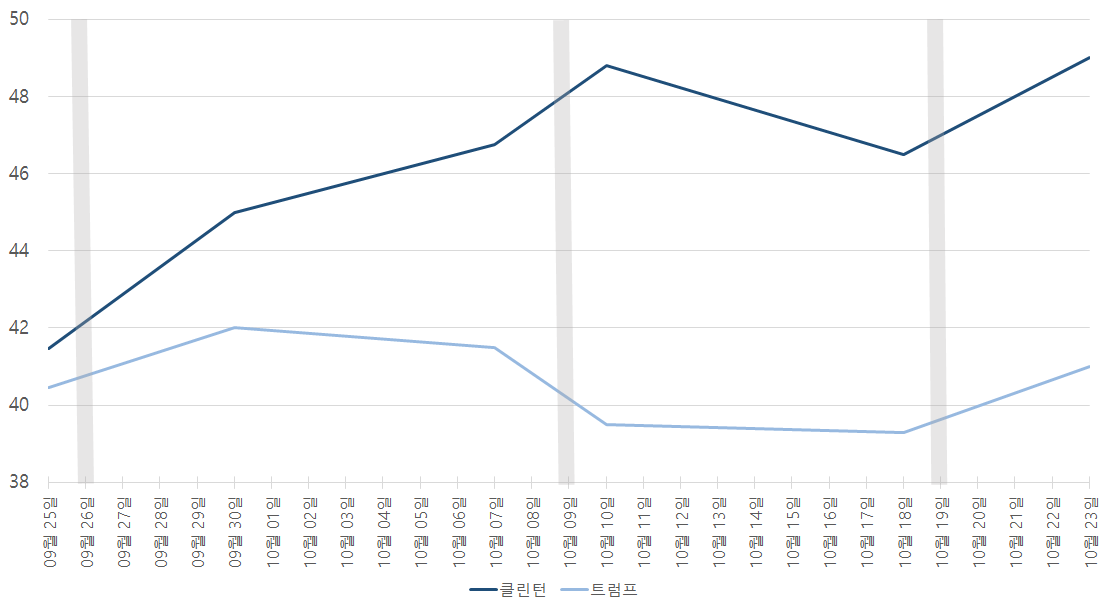 50
48
46
44
42
40
38
09월 25일
09월 26일
09월 27일
09월 28일
09월 29일
09월 30일
10월 01일
10월 02일
10월 03일
10월 04일
10월 05일
10월 06일
10월 07일
10월 08일
10월 09일
10월 10일
10월 11일
10월 12일
10월 13일
10월 14일
10월 15일
10월 16일
10월 17일
10월 18일
10월 19일
10월 20일
10월 21일
10월 22일
10월 23일
클린턴 트럼프